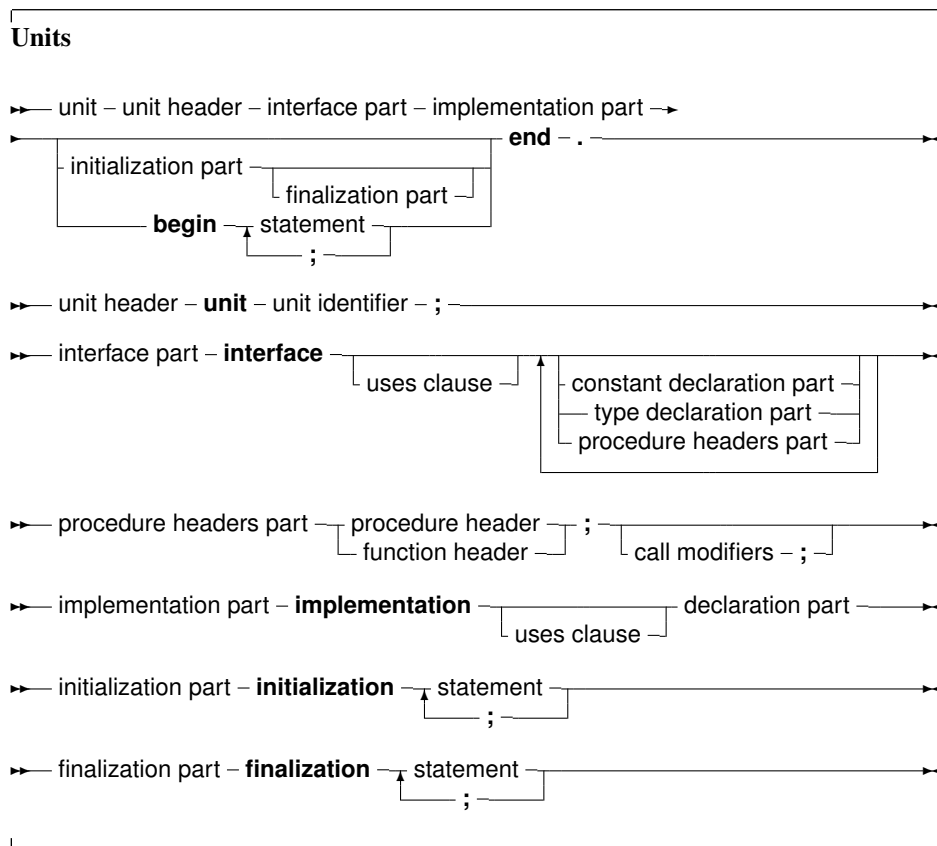 Units
unit – unit header – interface part – implementation part
end – .
initialization part
finalization part
begin statement
;
unit header – unit – unit identifier – ;
interface part – interface
uses clause constant declaration part
type declaration part
procedure headers part
procedure headers part procedure header ;
function header call modifiers – ;
implementation part – implementation declaration part
uses clause
initialization part – initialization statement
;
finalization part – finalization statement
;